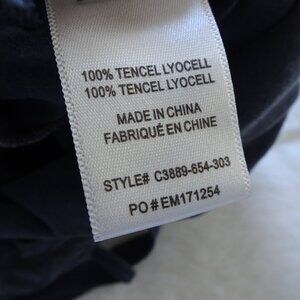 100% TENCEL LYOCELL
100% TENCEL LYOCELL
MADE IN CHINA
FABRIQUÉ EN CHINE
STYLE# C3889-654-303
PO#EM171254